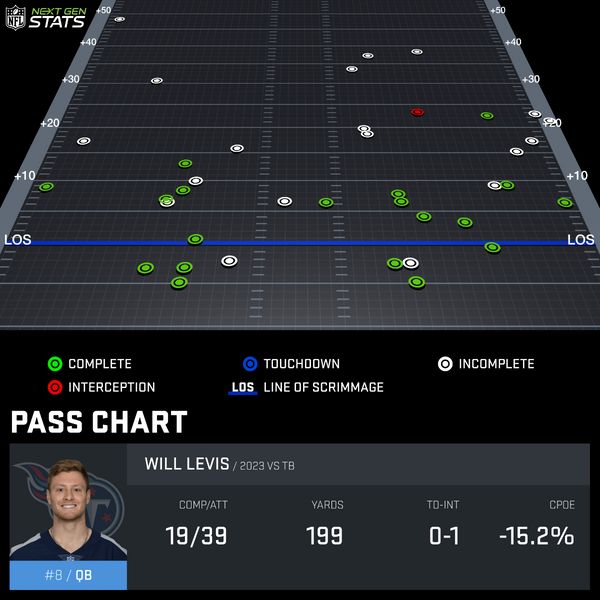 NFL NEXT GEN STATS
+50 +50
+30 +30
+20 +20
+10 +10
LOS LOS
COMPLETE TOUCHDOWN INCOMPLETE
INTERCEPTION LOS LINE OF SCRIMMAGE
PASS CHART
WILL LEVIS / 2023 VS TB
COMP/ATT YARDS TD-INT CPOE
19/39 199 0-1 -15.2%
#8 / QB